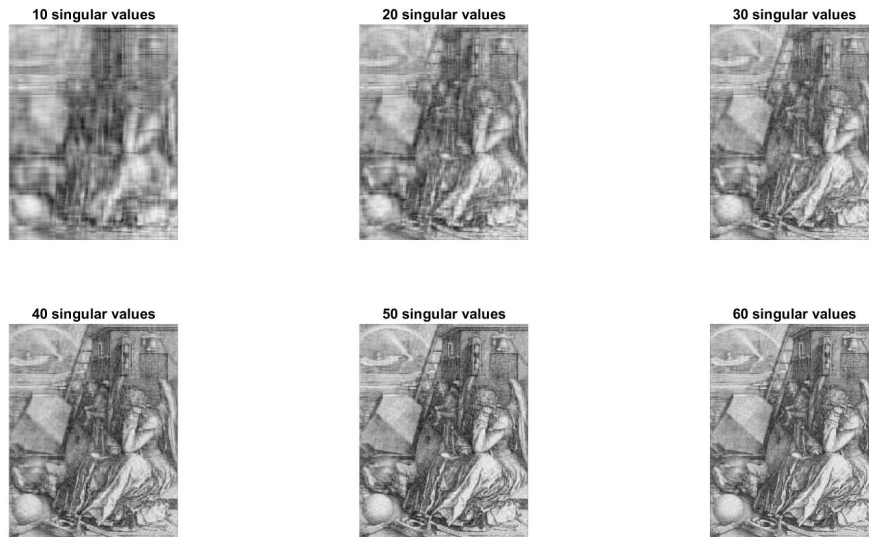 10 singular values
20 singular values
30 singular values
40 singular values
50 singular values
60 singular values